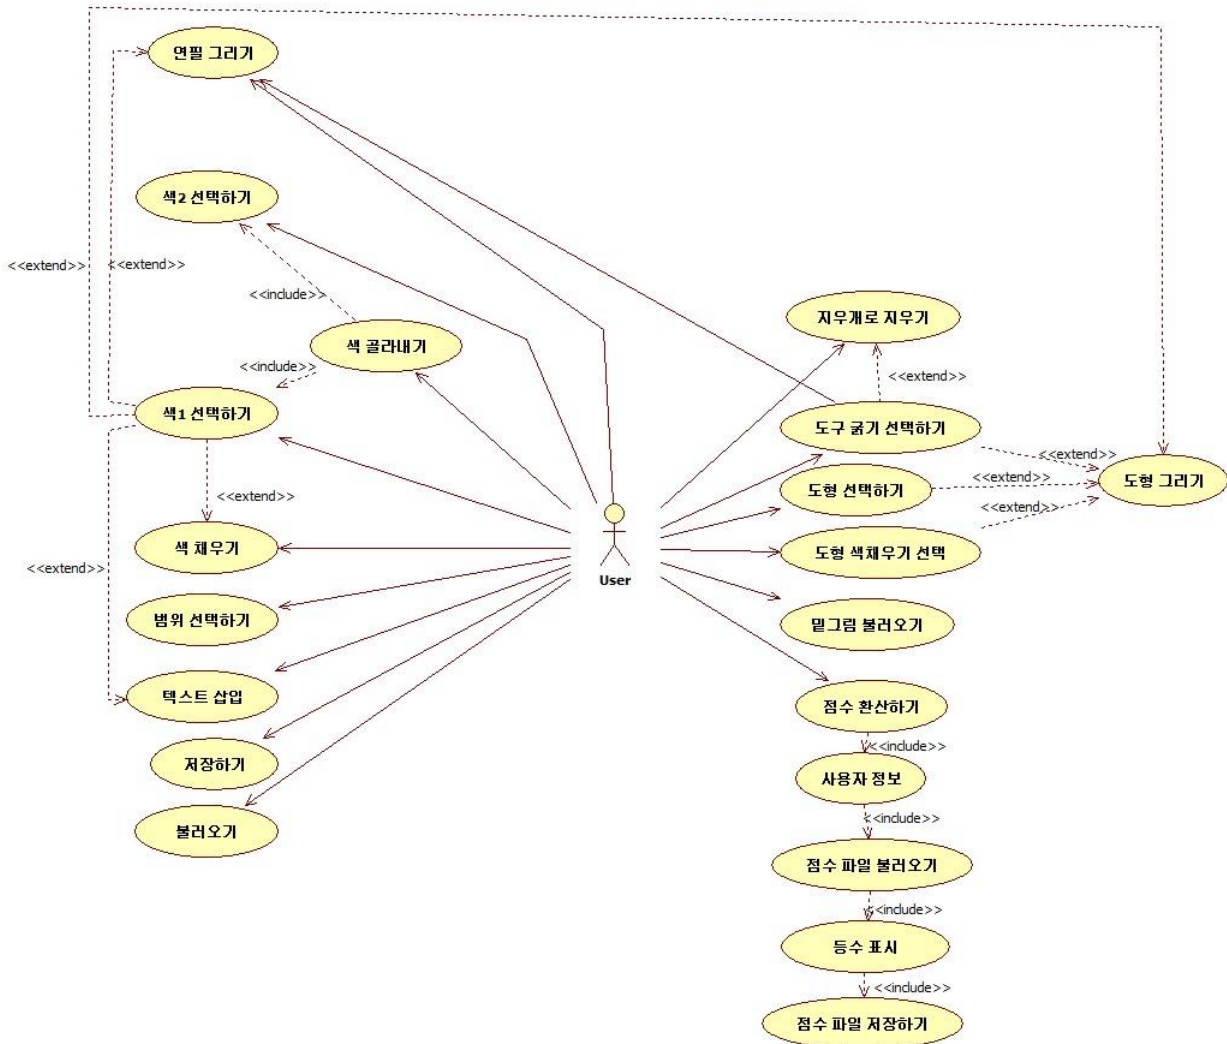 연필 그리기
색2 선택하기
<<extend>>
<<extend>>
<<include>>
지우개로 지우기
색 골라내기
<<include>>
<<extend>>
색1 선택하기
도구 굵기 선택하기
<<extend>>
도형 그리기
도형 선택하기
<<extend>>
<<extend>>
<<extend>>
색 채우기
도형 색채우기 선택
<<extend>>
User
범위 선택하기
밑그림 불러오기
텍스트 삽입
점수 환산하기
<<include>>
저장하기
사용자 정보
<<include>>
불러오기
점수 파일 불러오기
<<include>>
등수 표시
<<include>>
점수 파일 저장하기